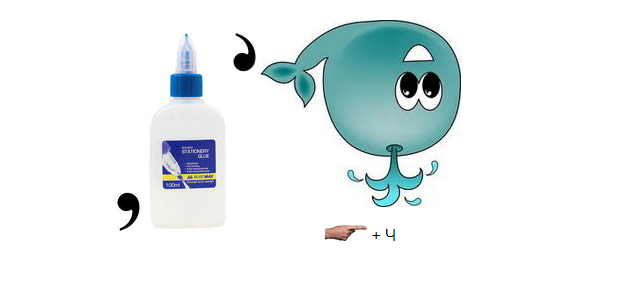 ,
STATIONERY
GLUE
BUROMAX
100ml
,
+ Ч